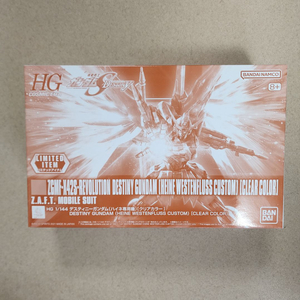 HG
BANDAI NAMCO
8+
LIMITED
ITEM
ZGMF-X42S-REVOLUTION DESTINY GUNDAM (HEINE WESTENFLUSS CUSTOM) [CLEAR COLOR]
Z.A.F.T. MOBILE SUIT
HG 1/144 デスティニーガンダム(ハイネ専用機)[クリアカラー]
DESTINY GUNDAM (HEINE WESTENFLUSS CUSTOM) [CLEAR COLOR]
BANDAI